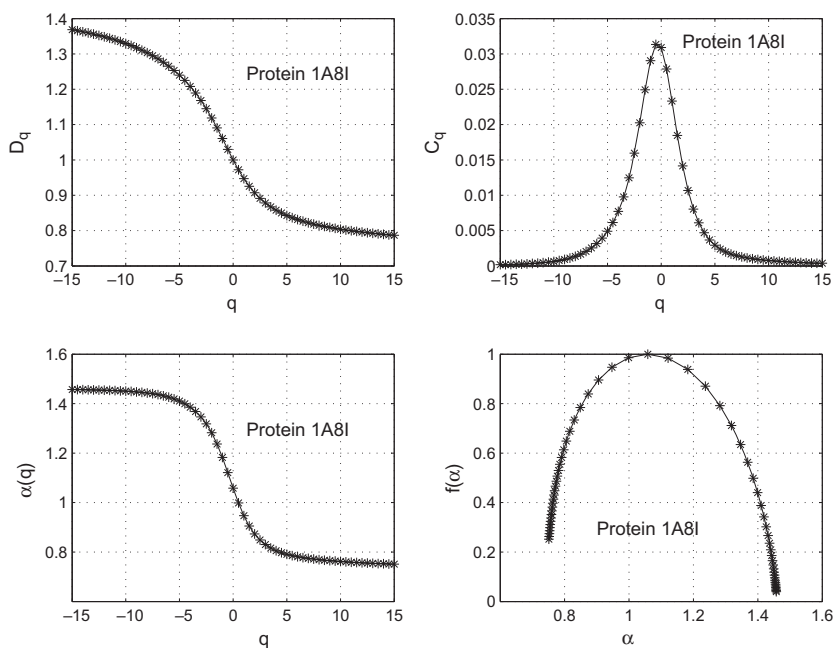 1.4
1.3
1.2
1.1
1
0.9
0.8
0.7
–15 –10 –5 0 5 10 15
D_q
q
Protein 1A8I
0.035
0.03
0.025
0.02
0.015
0.01
0.005
0
–15 –10 –5 0 5 10 15
C_q
q
Protein 1A8I
1.6
1.4
1.2
1
0.8
–15 –10 –5 0 5 10 15
α(q)
q
Protein 1A8I
1
0.8
0.6
0.4
0.2
0
0.8 1 1.2 1.4 1.6
f(α)
α
Protein 1A8I